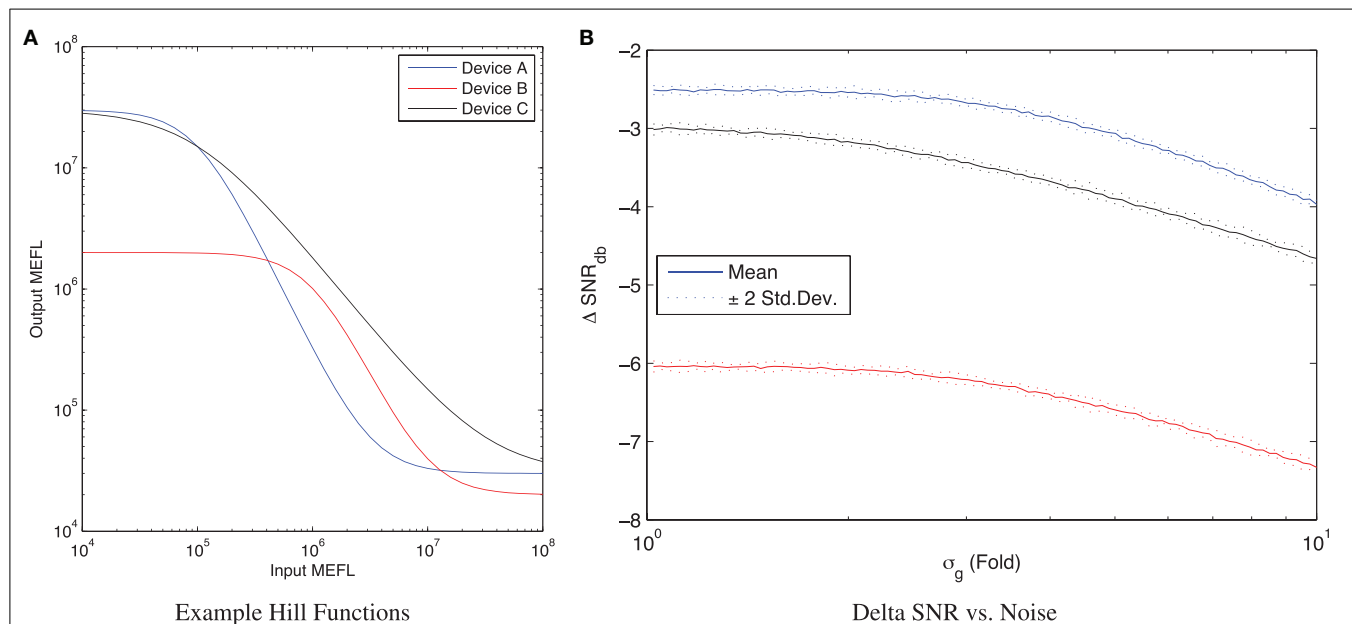 A
10^8
10^7
10^6
10^5
10^4
Output MEFL
Device A
Device B
Device C
10^4
10^5
10^6
10^7
10^8
Input MEFL
Example Hill Functions
B
-2
-3
-4
-5
-6
-7
-8
Δ SNR_db
Mean
± 2 Std.Dev.
10^0
10^1
σ_g (Fold)
Delta SNR vs. Noise